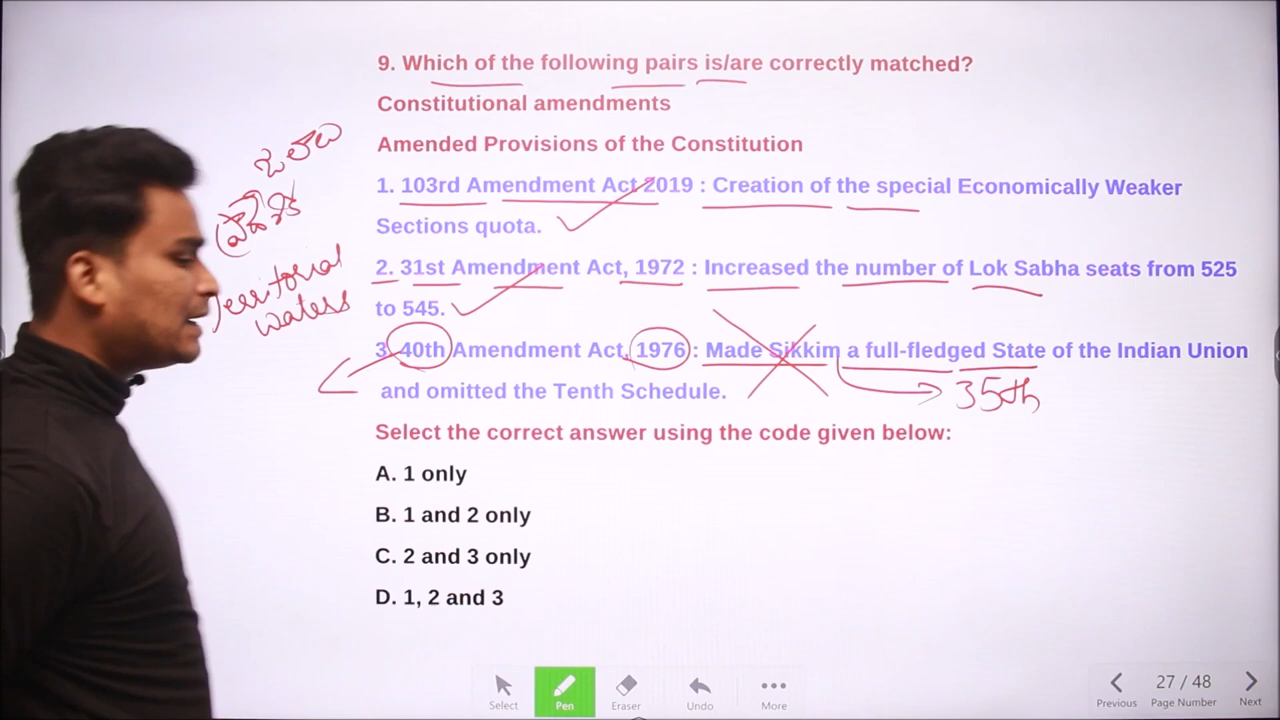 9. Which of the following pairs is/are correctly matched?
Constitutional amendments
Amended Provisions of the Constitution
1. 103rd Amendment Act 2019 : Creation of the special Economically Weaker
Sections quota.
2. 31st Amendment Act, 1972 : Increased the number of Lok Sabha seats from 525
to 545.
3. 40th Amendment Act, 1976 : Made Sikkim a full-fledged State of the Indian Union
and omitted the Tenth Schedule.
35th
Territorial
waters
Select the correct answer using the code given below:
A. 1 only
B. 1 and 2 only
C. 2 and 3 only
D. 1, 2 and 3
Select
Pen
Eraser
Undo
More
Previous
27 / 48
Page Number
Next